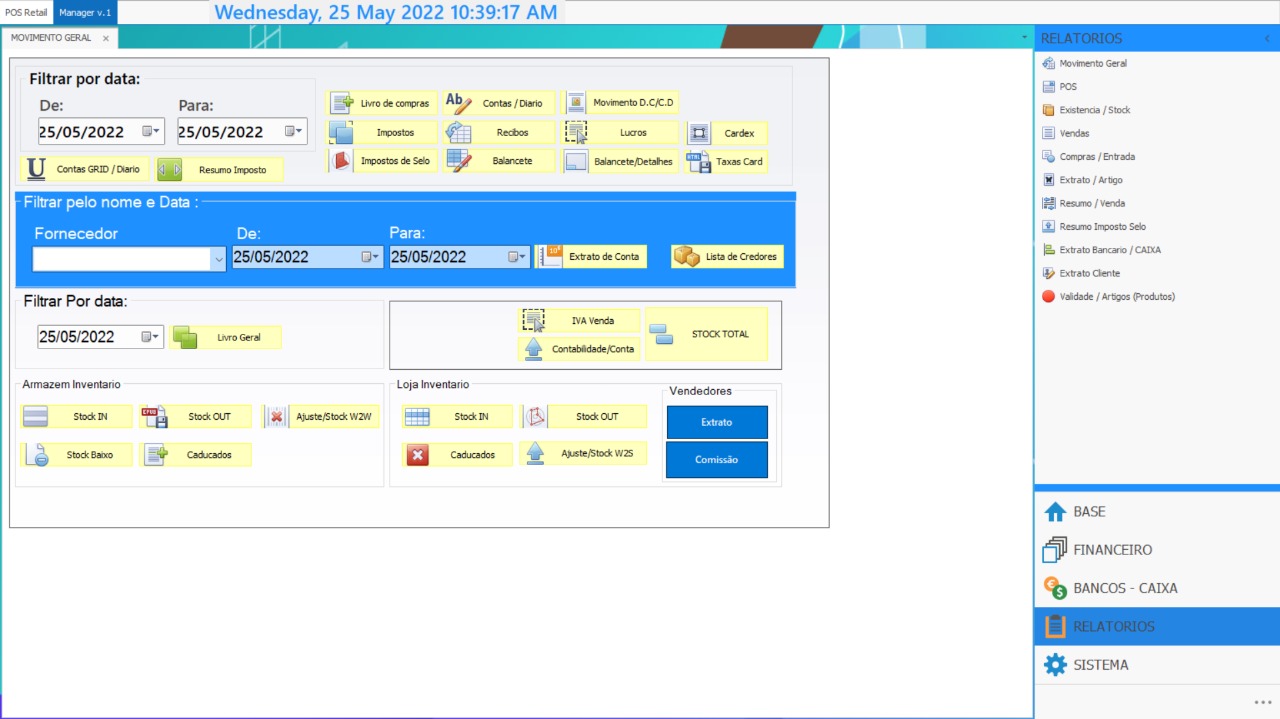 POS Retail
Manager v.1
Wednesday, 25 May 2022 10:39:17 AM
MOVIMENTO GERAL
Filtrar por data:
De:
Para:
25/05/2022
25/05/2022
Livro de compras
Contas / Diario
Movimento D.C/C.D
Impostos
Recibos
Lucros
Cardex
Impostos de Selo
Balancete
Balancete/Detalhes
Taxas Card
Contas GRID / Diario
Resumo Imposto
Filtrar pelo nome e Data :
Fornecedor
De:
Para:
25/05/2022
25/05/2022
Extrato de Conta
Lista de Credores
Filtrar Por data:
25/05/2022
Livro Geral
IVA Venda
Contabilidade/Conta
STOCK TOTAL
Armazem Inventario
Stock IN
Stock OUT
Ajuste/Stock W2W
Stock Baixo
Caducados
Loja Inventario
Stock IN
Stock OUT
Caducados
Ajuste/Stock W2S
Vendedores
Extrato
Comissão
RELATORIOS
Movimento Geral
POS
Existencia / Stock
Vendas
Compras / Entrada
Extrato / Artigo
Resumo / Venda
Resumo Imposto Selo
Extrato Bancario / CAIXA
Extrato Cliente
Validade / Artigos (Produtos)
BASE
FINANCEIRO
BANCOS - CAIXA
RELATORIOS
SISTEMA